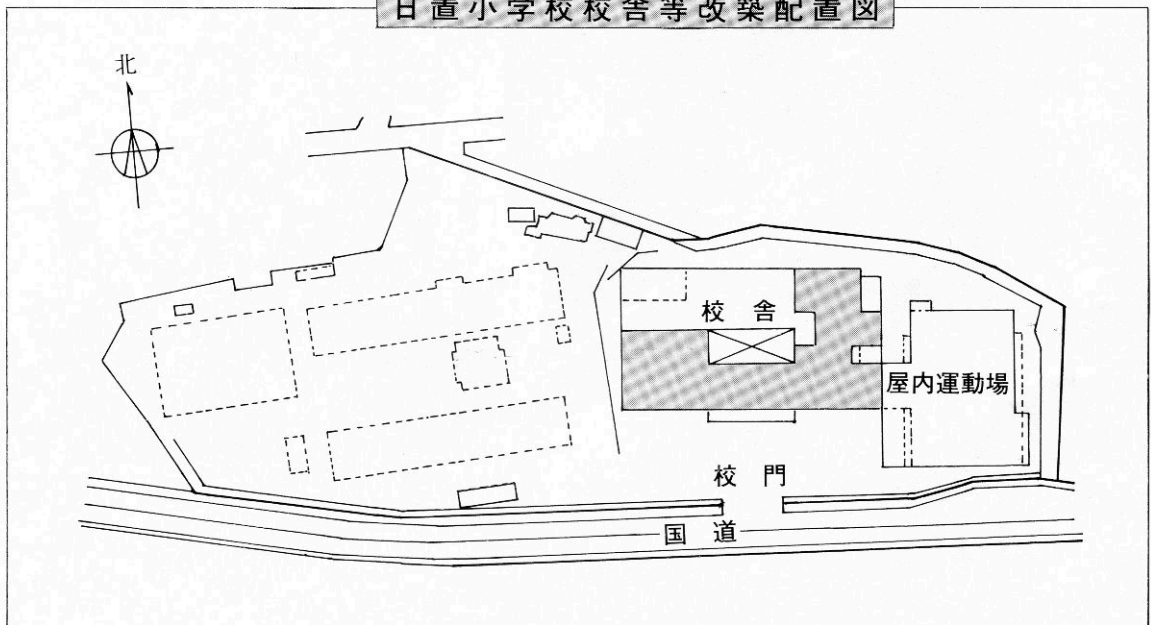 日置小学校校舎等改築配置図
北
校舎
屋内運動場
校門
国道